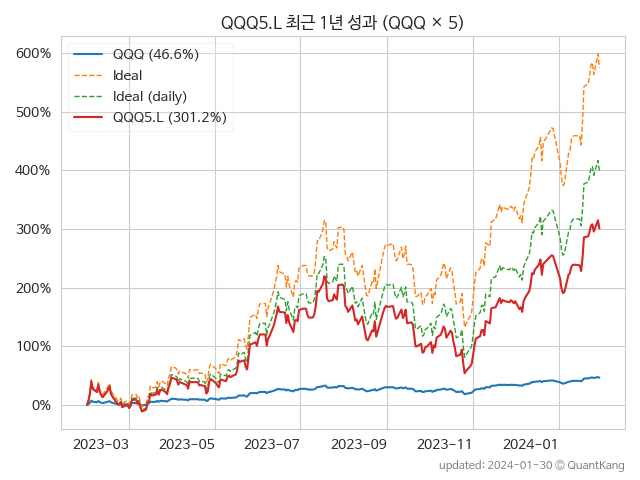 QQQ5.L 최근 1년 성과 (QQQ × 5)
QQQ (46.6%)
Ideal
Ideal (daily)
QQQ5.L (301.2%)
600%
500%
400%
300%
200%
100%
0%
2023-03 2023-05 2023-07 2023-09 2023-11 2024-01
updated: 2024-01-30 © QuantKang